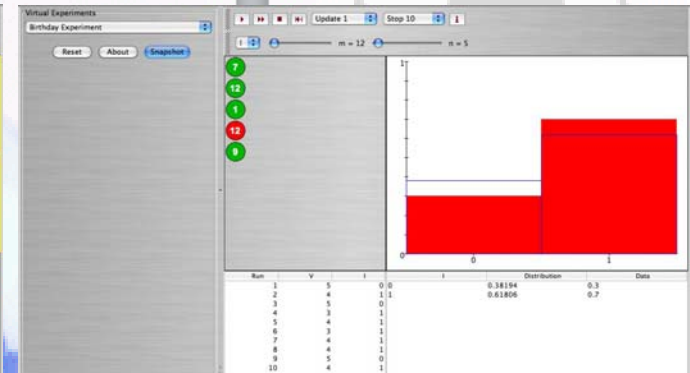 Virtual Experiments
Birthday Experiment
Reset About Snapshot
Update 1 Stop 10
I m = 12 n = 5
7
12
1
12
9
1
0
0 1
Run V I I Distribution Data
1 5 0 0 0.38194 0.3
2 4 1 1 0.61806 0.7
3 5 0
4 3 1
5 4 1
6 3 1
7 4 1
8 4 1
9 5 0
10 4 1